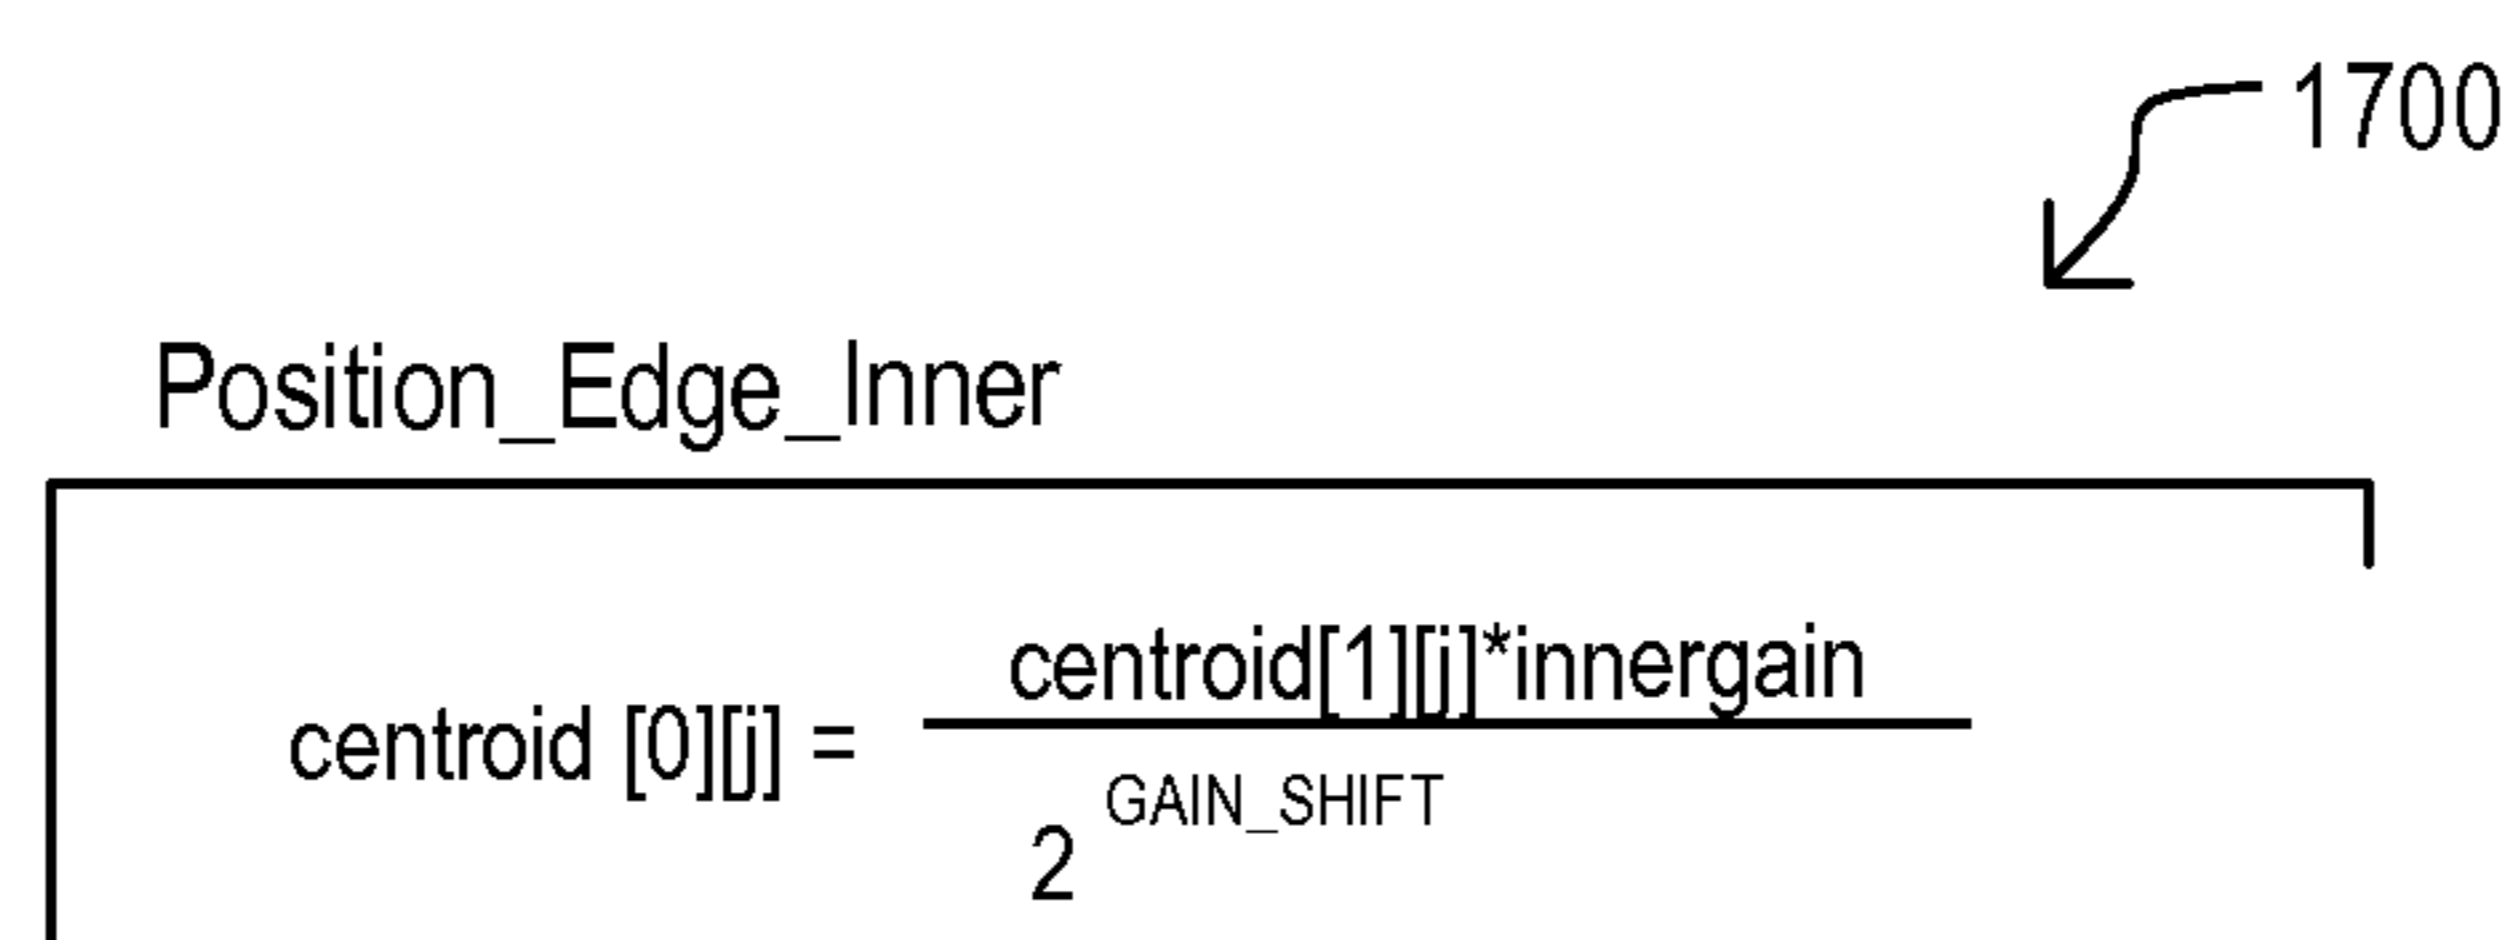 1700
Position_Edge_Inner
centroid[1][j]*innergain
centroid [0][j] =
GAIN_SHIFT
2